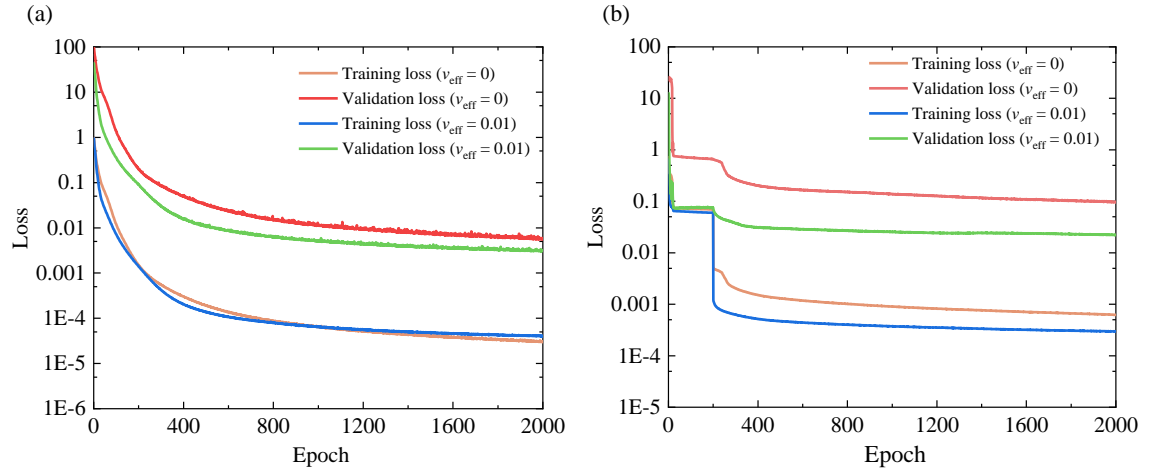 (a)
100
10
1
0.1
0.01
0.001
1E-4
1E-5
1E-6
Loss
0
400
800
1200
1600
2000
Epoch
Training loss (v_eff = 0)
Validation loss (v_eff = 0)
Training loss (v_eff = 0.01)
Validation loss (v_eff = 0.01)
(b)
100
10
1
0.1
0.01
0.001
1E-4
1E-5
Loss
0
400
800
1200
1600
2000
Epoch
Training loss (v_eff = 0)
Validation loss (v_eff = 0)
Training loss (v_eff = 0.01)
Validation loss (v_eff = 0.01)